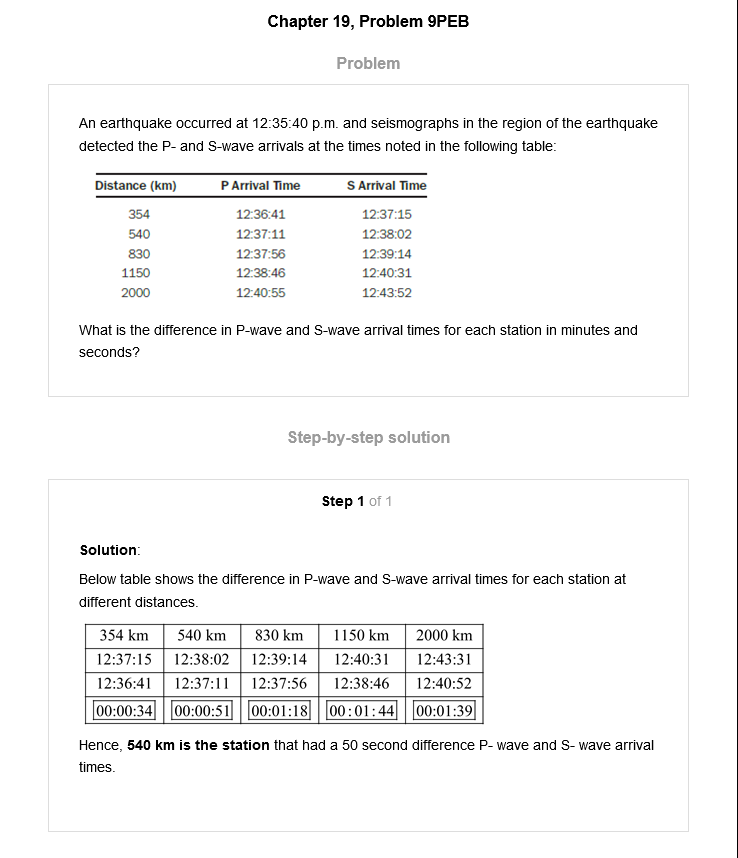 Chapter 19, Problem 9PEB
Problem
An earthquake occurred at 12:35:40 p.m. and seismographs in the region of the earthquake
detected the P- and S-wave arrivals at the times noted in the following table:
Distance (km) P Arrival Time S Arrival Time
354 12:36:41 12:37:15
540 12:37:11 12:38:02
830 12:37:56 12:39:14
1150 12:38:46 12:40:31
2000 12:40:55 12:43:52
What is the difference in P-wave and S-wave arrival times for each station in minutes and
seconds?
Step-by-step solution
Step 1 of 1
Solution:
Below table shows the difference in P-wave and S-wave arrival times for each station at
different distances.
354 km 540 km 830 km 1150 km 2000 km
12:37:15 12:38:02 12:39:14 12:40:31 12:43:31
12:36:41 12:37:11 12:37:56 12:38:46 12:40:52
00:00:34 00:00:51 00:01:18 00:01:44 00:01:39
Hence, 540 km is the station that had a 50 second difference P- wave and S- wave arrival
times.